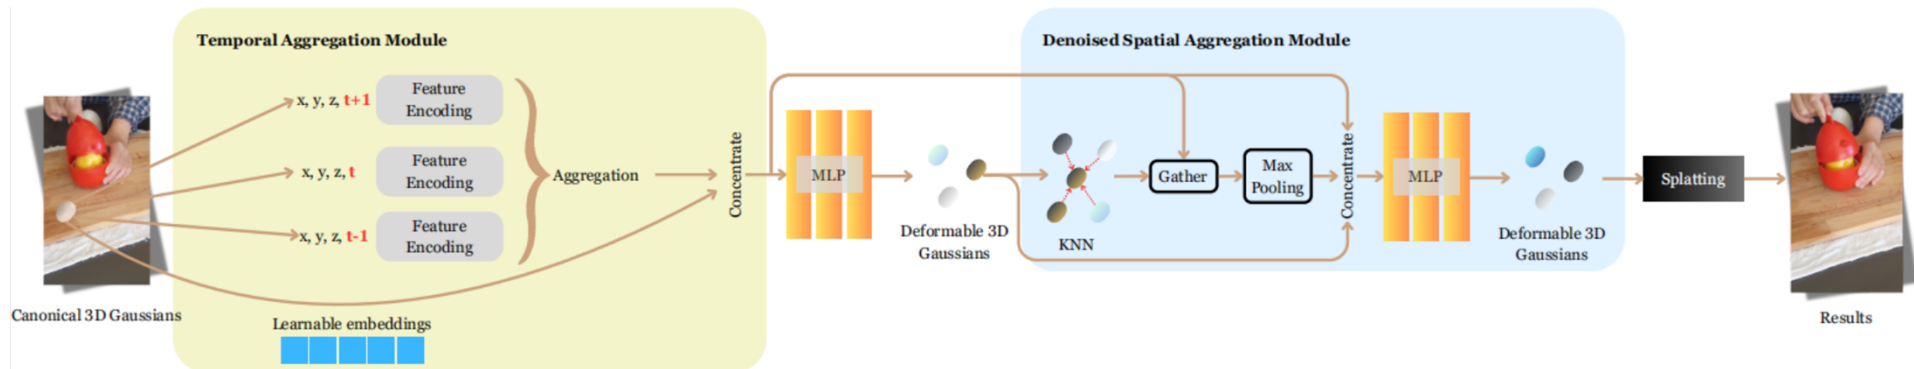 Temporal Aggregation Module
x, y, z, t+1
Feature
Encoding
x, y, z, t
Feature
Encoding
x, y, z, t-1
Feature
Encoding
Aggregation
Concentrate
Canonical 3D Gaussians
Learnable embeddings
MLP
Deformable 3D
Gaussians
Denoised Spatial Aggregation Module
KNN
Gather
Max
Pooling
Concentrate
MLP
Deformable 3D
Gaussians
Splatting
Results